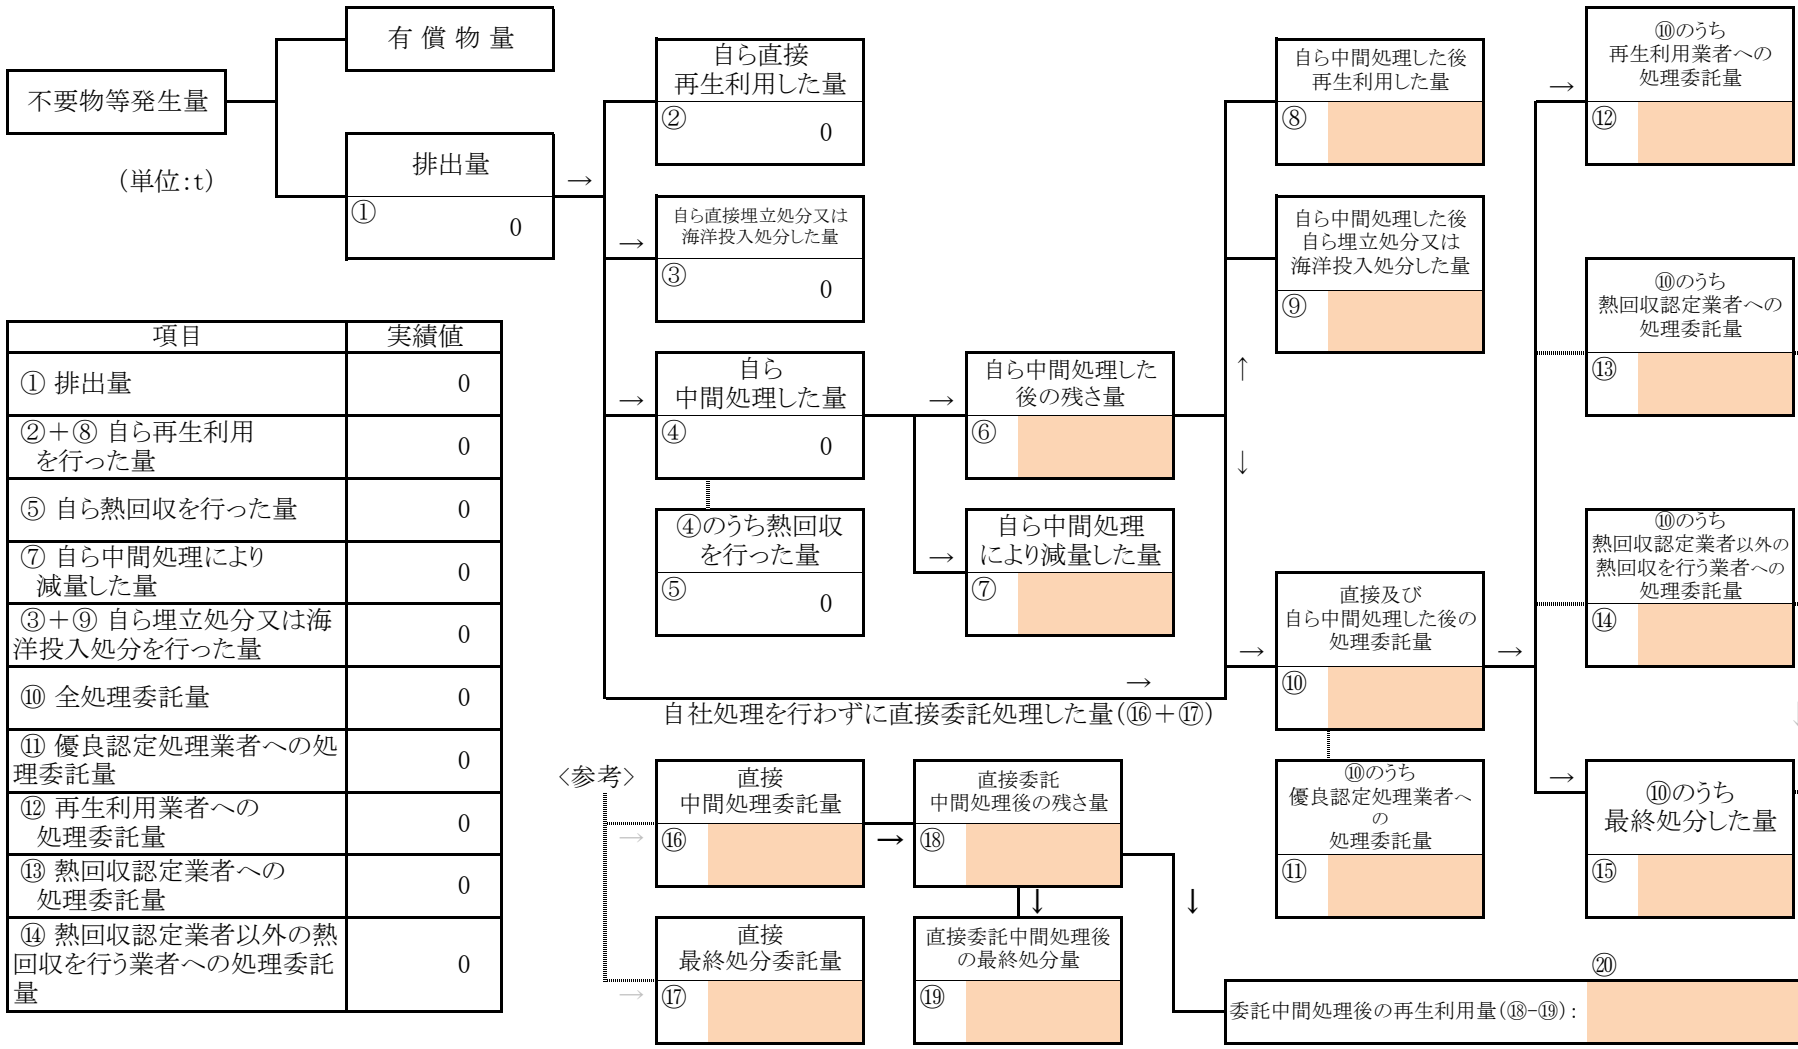 有 償 物 量
不要物等発生量
（単位：t）
排出量
①
0
→
自ら直接
再生利用した量
②
0
→
自ら直接埋立処分又は
海洋投入処分した量
③
0
→
自ら
中間処理した量
④
0
④のうち熱回収
を行った量
⑤
0
→
自ら中間処理した
後の残さ量
⑥
→
自ら中間処理
により減量した量
⑦
→
自社処理を行わずに直接委託処理した量（⑯＋⑰）
自ら中間処理した後
再生利用した量
⑧
自ら中間処理した後
自ら埋立処分又は
海洋投入処分した量
⑨
↑
↓
→
直接及び
自ら中間処理した後の
処理委託量
⑩
⑩のうち
優良認定処理業者へ
の
処理委託量
⑪
→
→
⑩のうち
再生利用業者への
処理委託量
⑫
⑩のうち
熱回収認定業者への
処理委託量
⑬
⑩のうち
熱回収認定業者以外の
熱回収を行う業者への
処理委託量
⑭
→
⑩のうち
最終処分した量
⑮
項目 実績値
① 排出量 0
②＋⑧ 自ら再生利用
を行った量
0
⑤ 自ら熱回収を行った量 0
⑦ 自ら中間処理により
減量した量
0
③＋⑨ 自ら埋立処分又は海
洋投入処分を行った量
0
⑩ 全処理委託量 0
⑪ 優良認定処理業者への処
理委託量
0
⑫ 再生利用業者への
処理委託量
0
⑬ 熱回収認定業者への
処理委託量
0
⑭ 熱回収認定業者以外の熱
回収を行う業者への処理委託
量
0
〈参考〉
→
直接
中間処理委託量
⑯
→
直接委託
中間処理後の残さ量
⑱
↓
↓
→
直接
最終処分委託量
⑰
直接委託中間処理後
の最終処分量
⑲
⑳
委託中間処理後の再生利用量（⑱-⑲）：